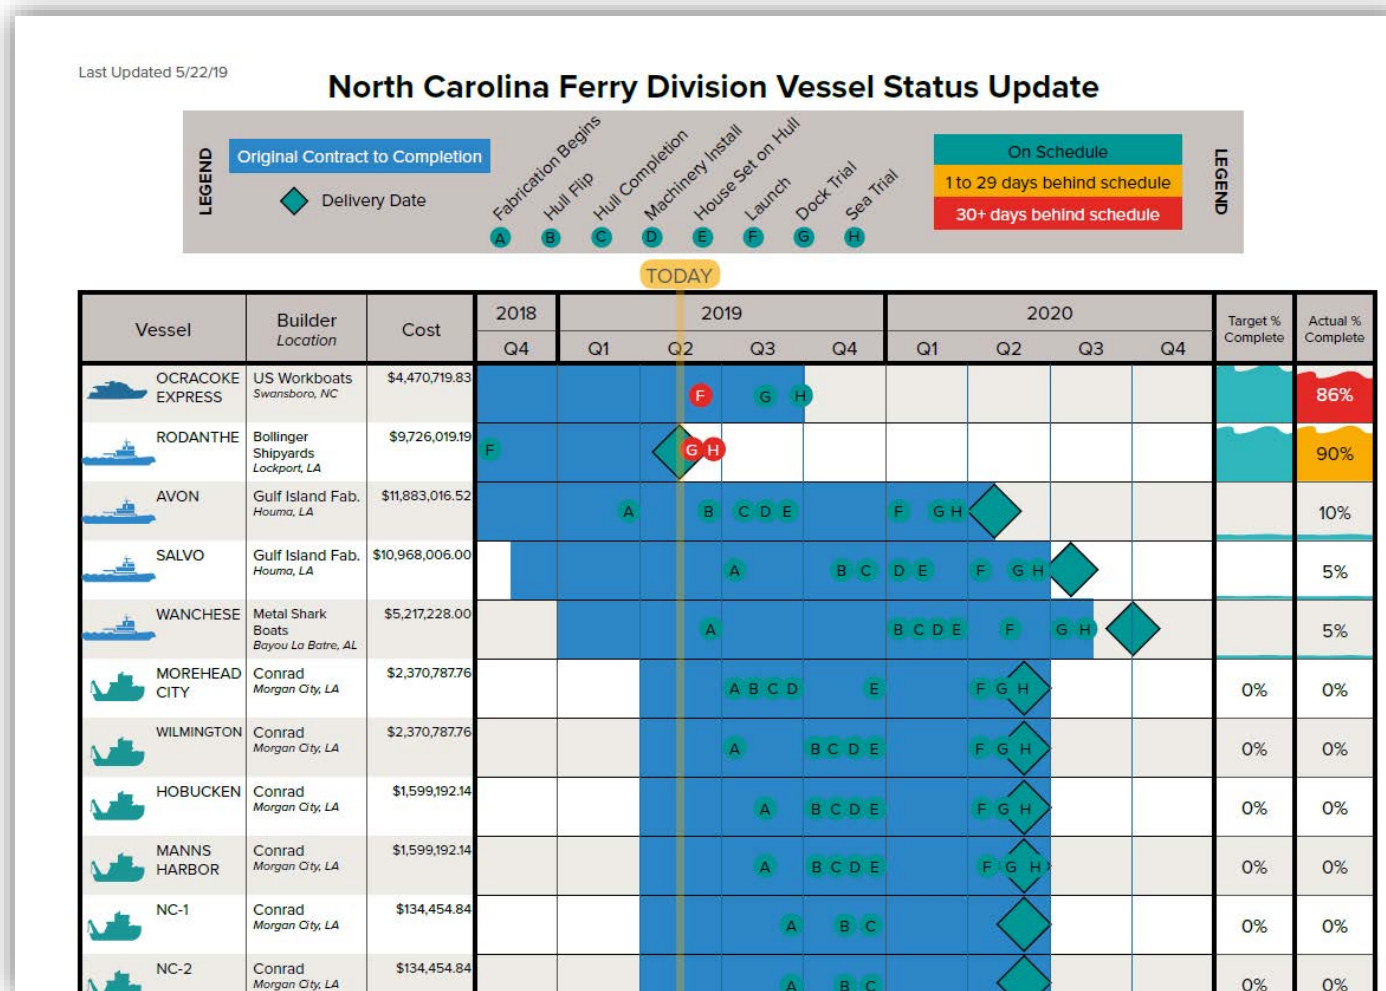 Last Updated 5/22/19
North Carolina Ferry Division Vessel Status Update
LEGEND
Original Contract to Completion
Delivery Date
Fabrication Begins
Hull Flip
Hull Completion
Machinery Install
House Set on Hull
Launch
Dock Trial
Sea Trial
A B C D E F G H
On Schedule
1 to 29 days behind schedule
30+ days behind schedule
LEGEND
TODAY
Vessel
Builder
Location
Cost
2018 2019 2020
Q4 Q1 Q2 Q3 Q4 Q1 Q2 Q3 Q4
Target %
Complete
Actual %
Complete
OCRACOKE US Workboats $4,470,719.83
EXPRESS Swansboro, NC F G H 86%
RODANTHE Bollinger $9,726,019.19
Shipyards F G H 90%
Lockport, LA
AVON Gulf Island Fab. $11,883,016.52
Houma, LA A B C D E F G H 10%
SALVO Gulf Island Fab. $10,968,006.00
Houma, LA A B C D E F G H 5%
WANCHESE Metal Shark $5,217,228.00
Boats A B C D E F G H 5%
Bayou La Batre, AL
MOREHEAD Conrad $2,370,787.76
CITY Morgan City, LA A B C D E F G H 0% 0%
WILMINGTON Conrad $2,370,787.76
Morgan City, LA A B C D E F G H 0% 0%
HOBUCKEN Conrad $1,599,192.14
Morgan City, LA A B C D E F G H 0% 0%
MANNS Conrad $1,599,192.14
HARBOR Morgan City, LA A B C D E F G H 0% 0%
NC-1 Conrad $134,454.84
Morgan City, LA A B C 0% 0%
NC-2 Conrad $134,454.84
Morgan City, LA A B C 0% 0%